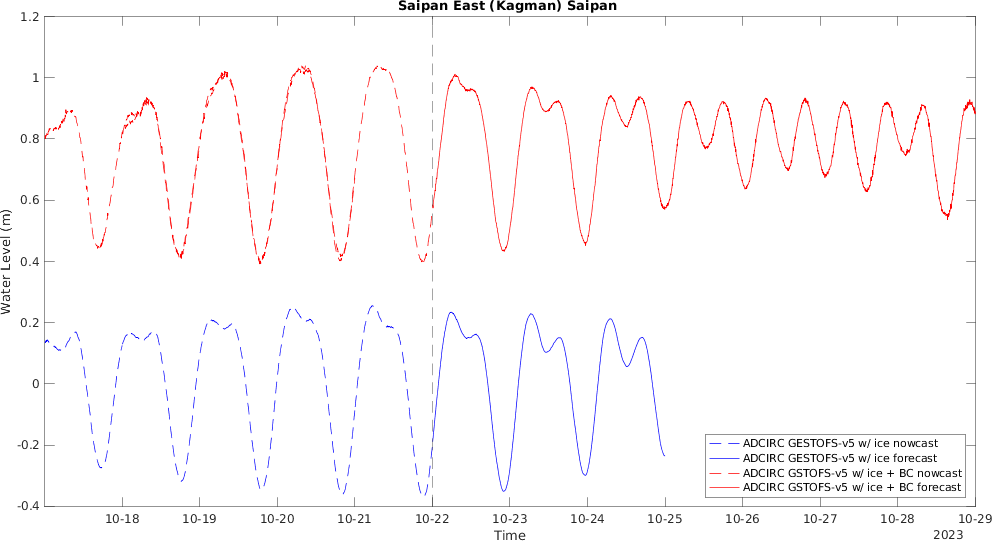 Saipan East (Kagman) Saipan
Water Level (m)
1.2
1
0.8
0.6
0.4
0.2
0
-0.2
-0.4
10-18 10-19 10-20 10-21 10-22 10-23 10-24 10-25 10-26 10-27 10-28 10-29
Time
2023
ADCIRC GESTOFS-v5 w/ ice nowcast
ADCIRC GESTOFS-v5 w/ ice forecast
ADCIRC GSTOFS-v5 w/ ice + BC nowcast
ADCIRC GSTOFS-v5 w/ ice + BC forecast